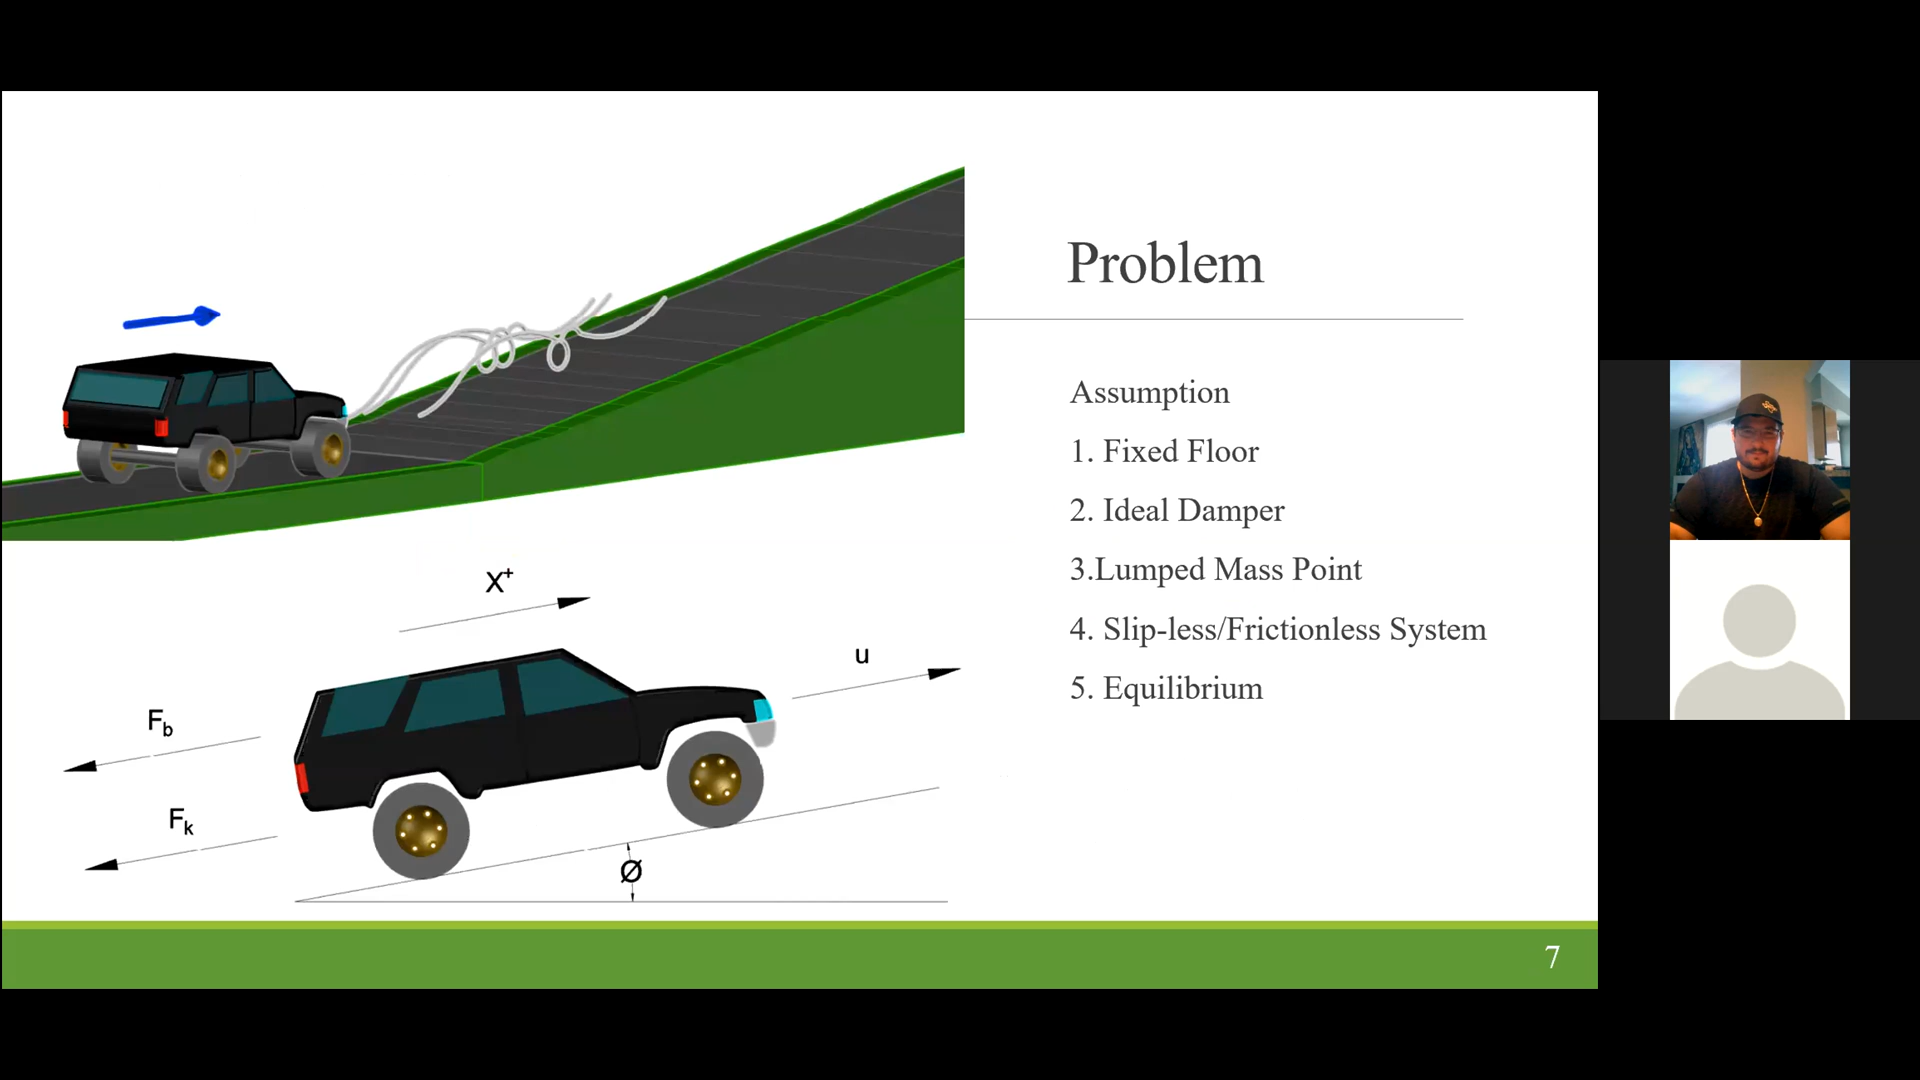 Problem
Assumption
1. Fixed Floor
2. Ideal Damper
3.Lumped Mass Point
4. Slip-less/Frictionless System
5. Equilibrium
X+
u
Fb
Fk
Ø
7